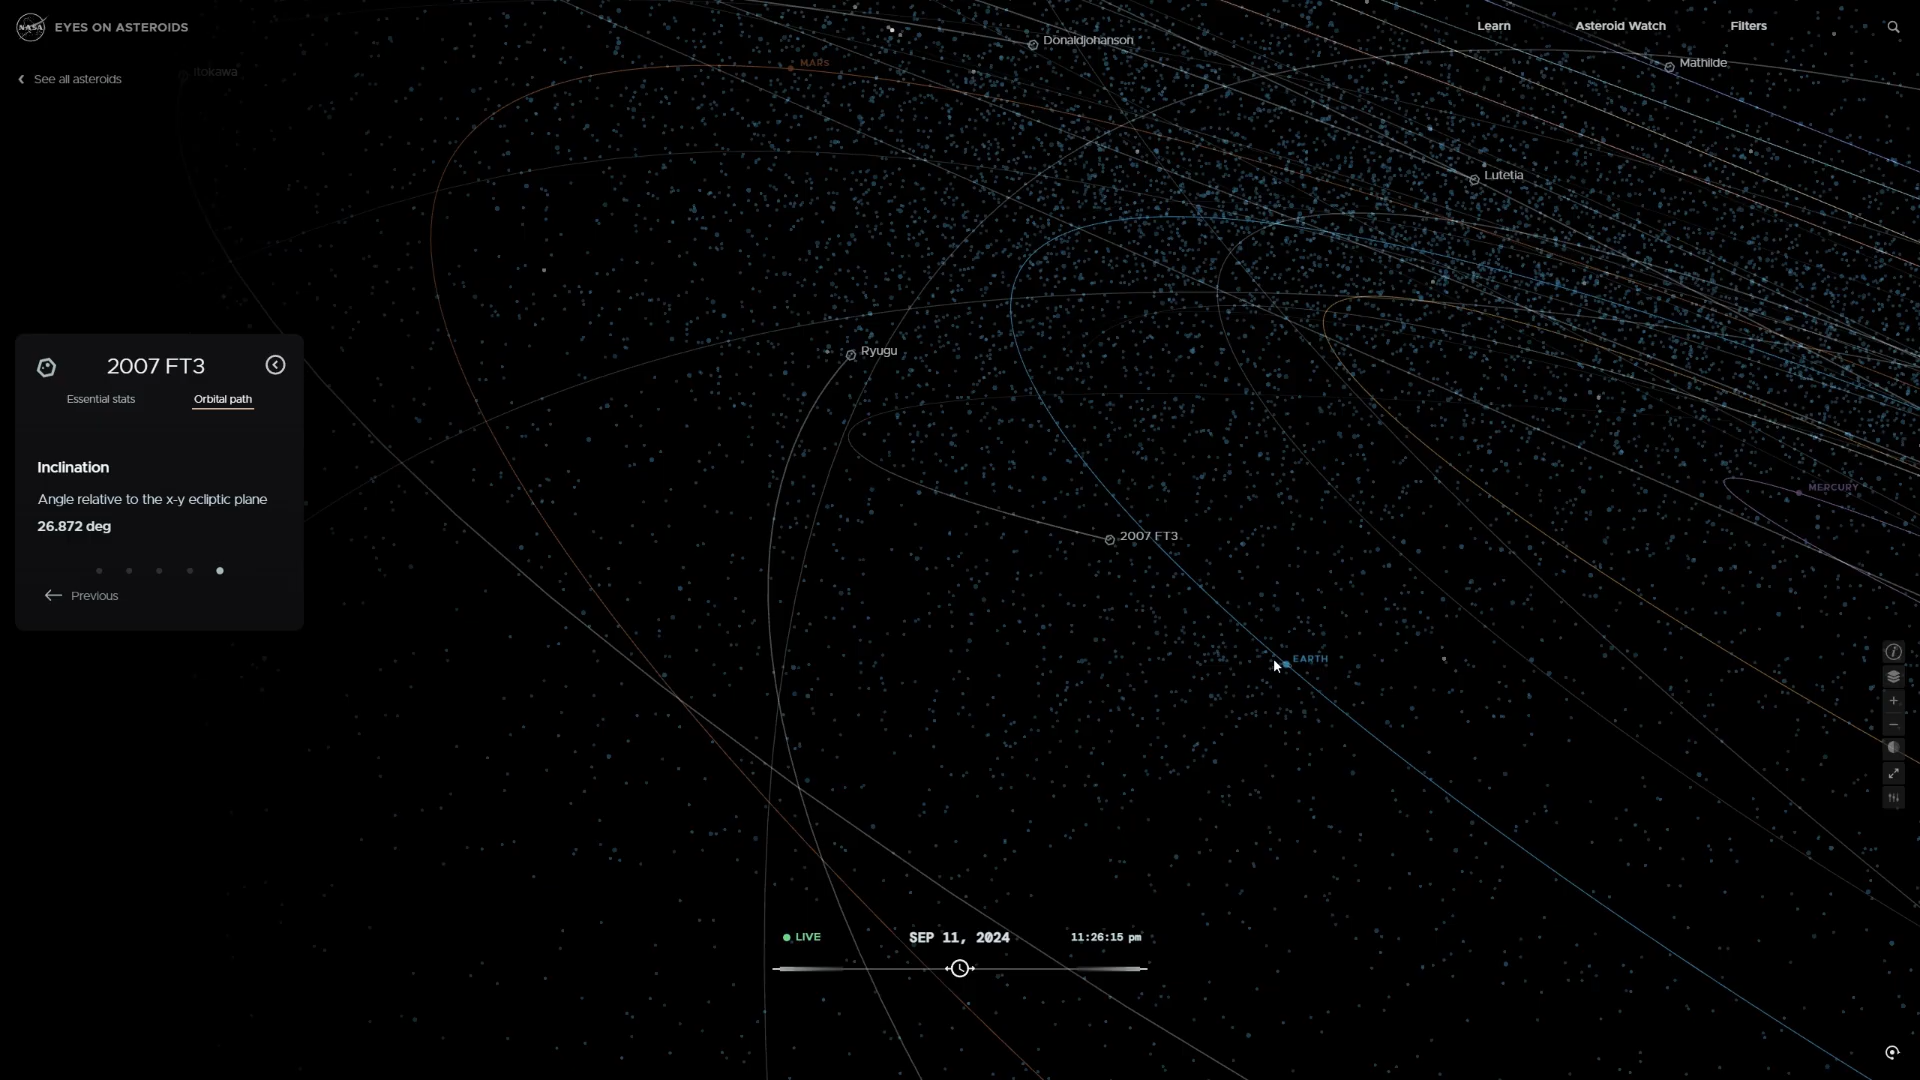 NASA EYES ON ASTEROIDS
Learn
Asteroid Watch
Filters
See all asteroids
Itokawa
MARS
Donaldjohanson
Mathilde
Lutetia
Ryugu
2007 FT3
Essential stats
Orbital path
Inclination
Angle relative to the x-y ecliptic plane
26.872 deg
Previous
2007 FT3
MERCURY
EARTH
LIVE
SEP 11, 2024
11:26:15 pm